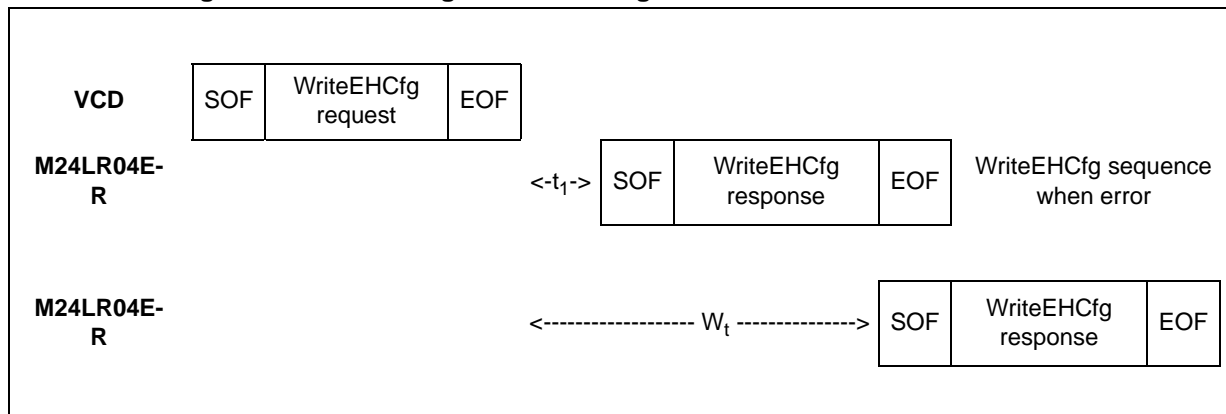 VCD SOF WriteEHCfg request EOF
M24LR04E-R <-t1-> SOF WriteEHCfg response EOF WriteEHCfg sequence when error
M24LR04E-R <------------------- Wt ---------------> SOF WriteEHCfg response EOF